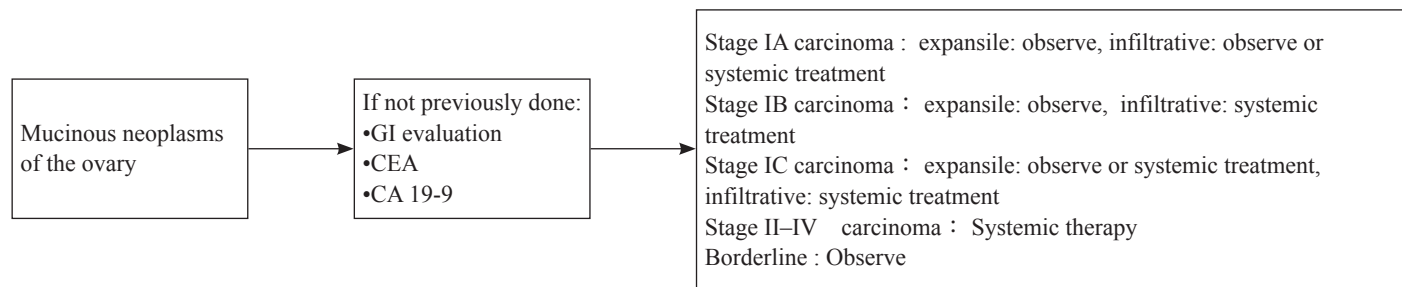 Mucinous neoplasms
of the ovary
If not previously done:
•GI evaluation
•CEA
•CA 19-9
Stage IA carcinoma : expansile: observe, infiltrative: observe or
systemic treatment
Stage IB carcinoma： expansile: observe, infiltrative: systemic
treatment
Stage IC carcinoma： expansile: observe or systemic treatment,
infiltrative: systemic treatment
Stage II–IV carcinoma： Systemic therapy
Borderline : Observe